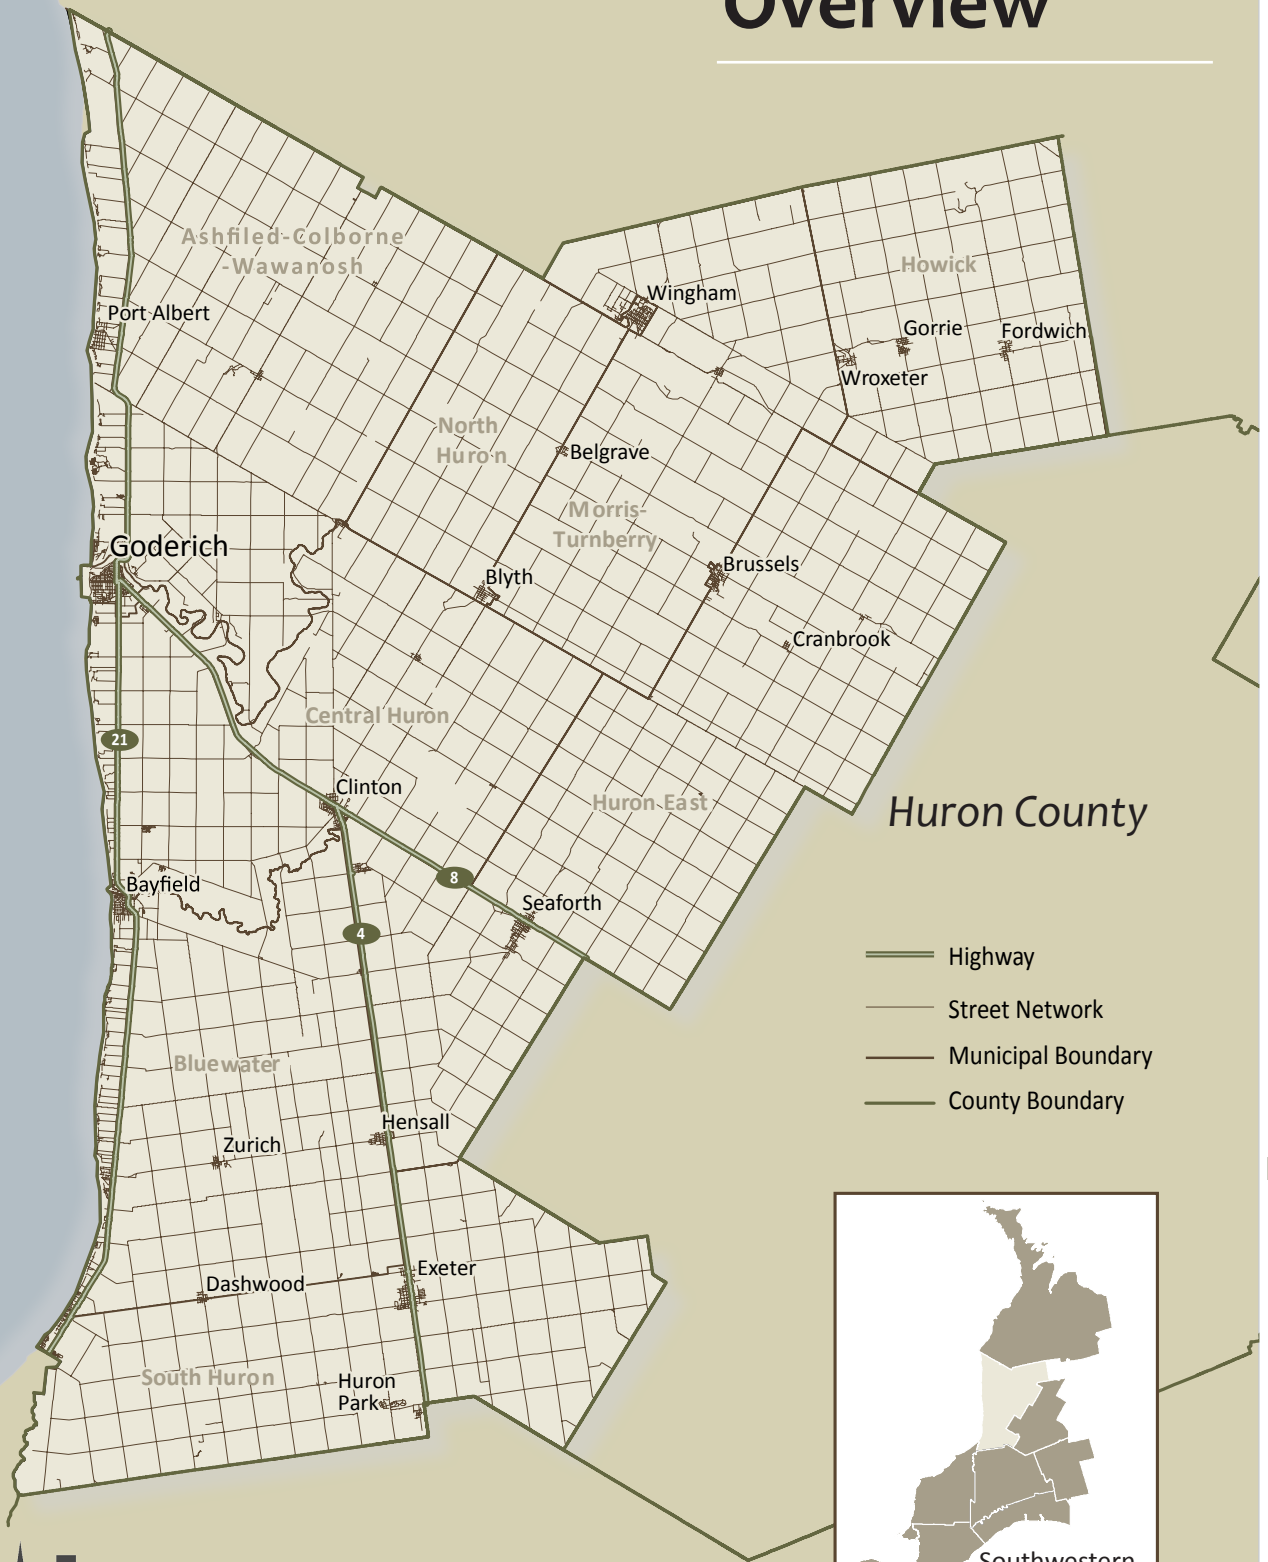 Overview
Ashfiled-Colborne
-Wawanosh
Howick
Wingham
Port Albert
Gorrie
Fordwich
Wroxeter
North
Huron
Belgrave
Morris-
Turnberry
Goderich
Brussels
Blyth
Cranbrook
Central Huron
21
Clinton
Huron East
Huron County
8
Bayfield
Seaforth
4
Highway
Street Network
Bluewater
Municipal Boundary
County Boundary
Hensall
Zurich
Exeter
Dashwood
South Huron
Huron
Park
Southwestern